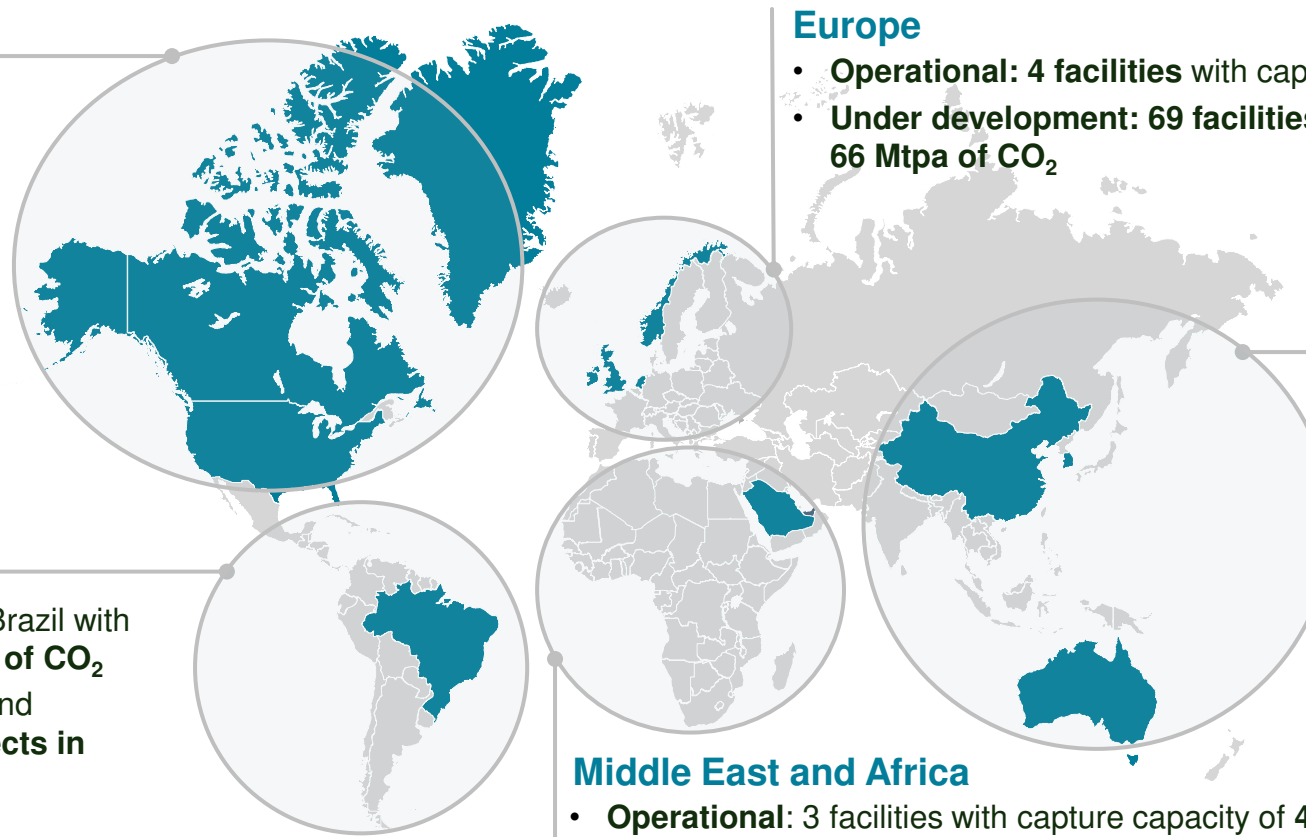 Europe
• Operational: 4 facilities with cap
• Under development: 69 facilities
66 Mtpa of CO₂
Brazil with
of CO₂
nd
ects in
Middle East and Africa
• Operational: 3 facilities with capture capacity of 4